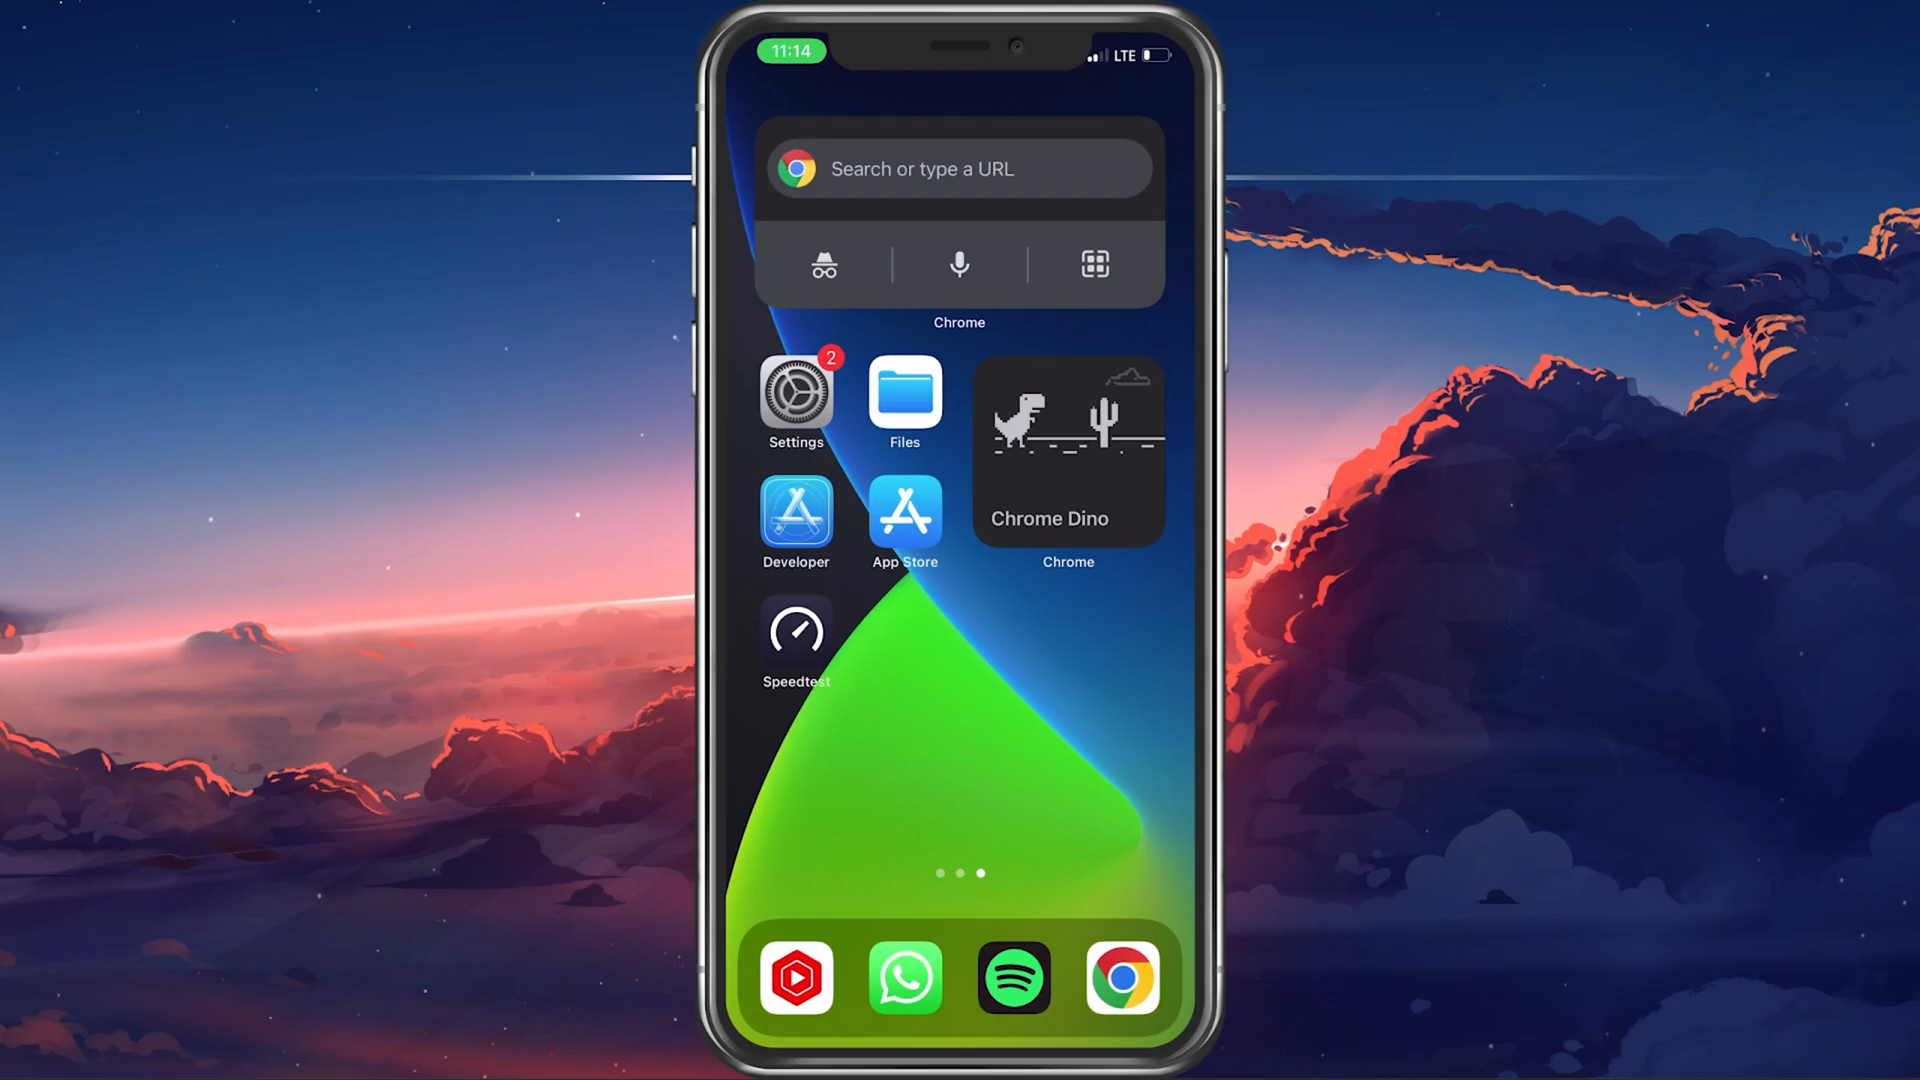 11:14
LTE
Search or type a URL
Chrome
2
Settings
Files
Chrome Dino
Developer
App Store
Chrome
Speedtest